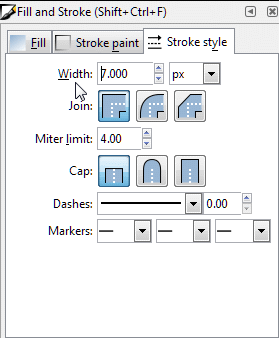 Fill and Stroke (Shift+Ctrl+F)
Fill Stroke paint Stroke style
Width: 7.000 px
Join:
Miter limit: 4.00
Cap:
Dashes: 0.00
Markers: